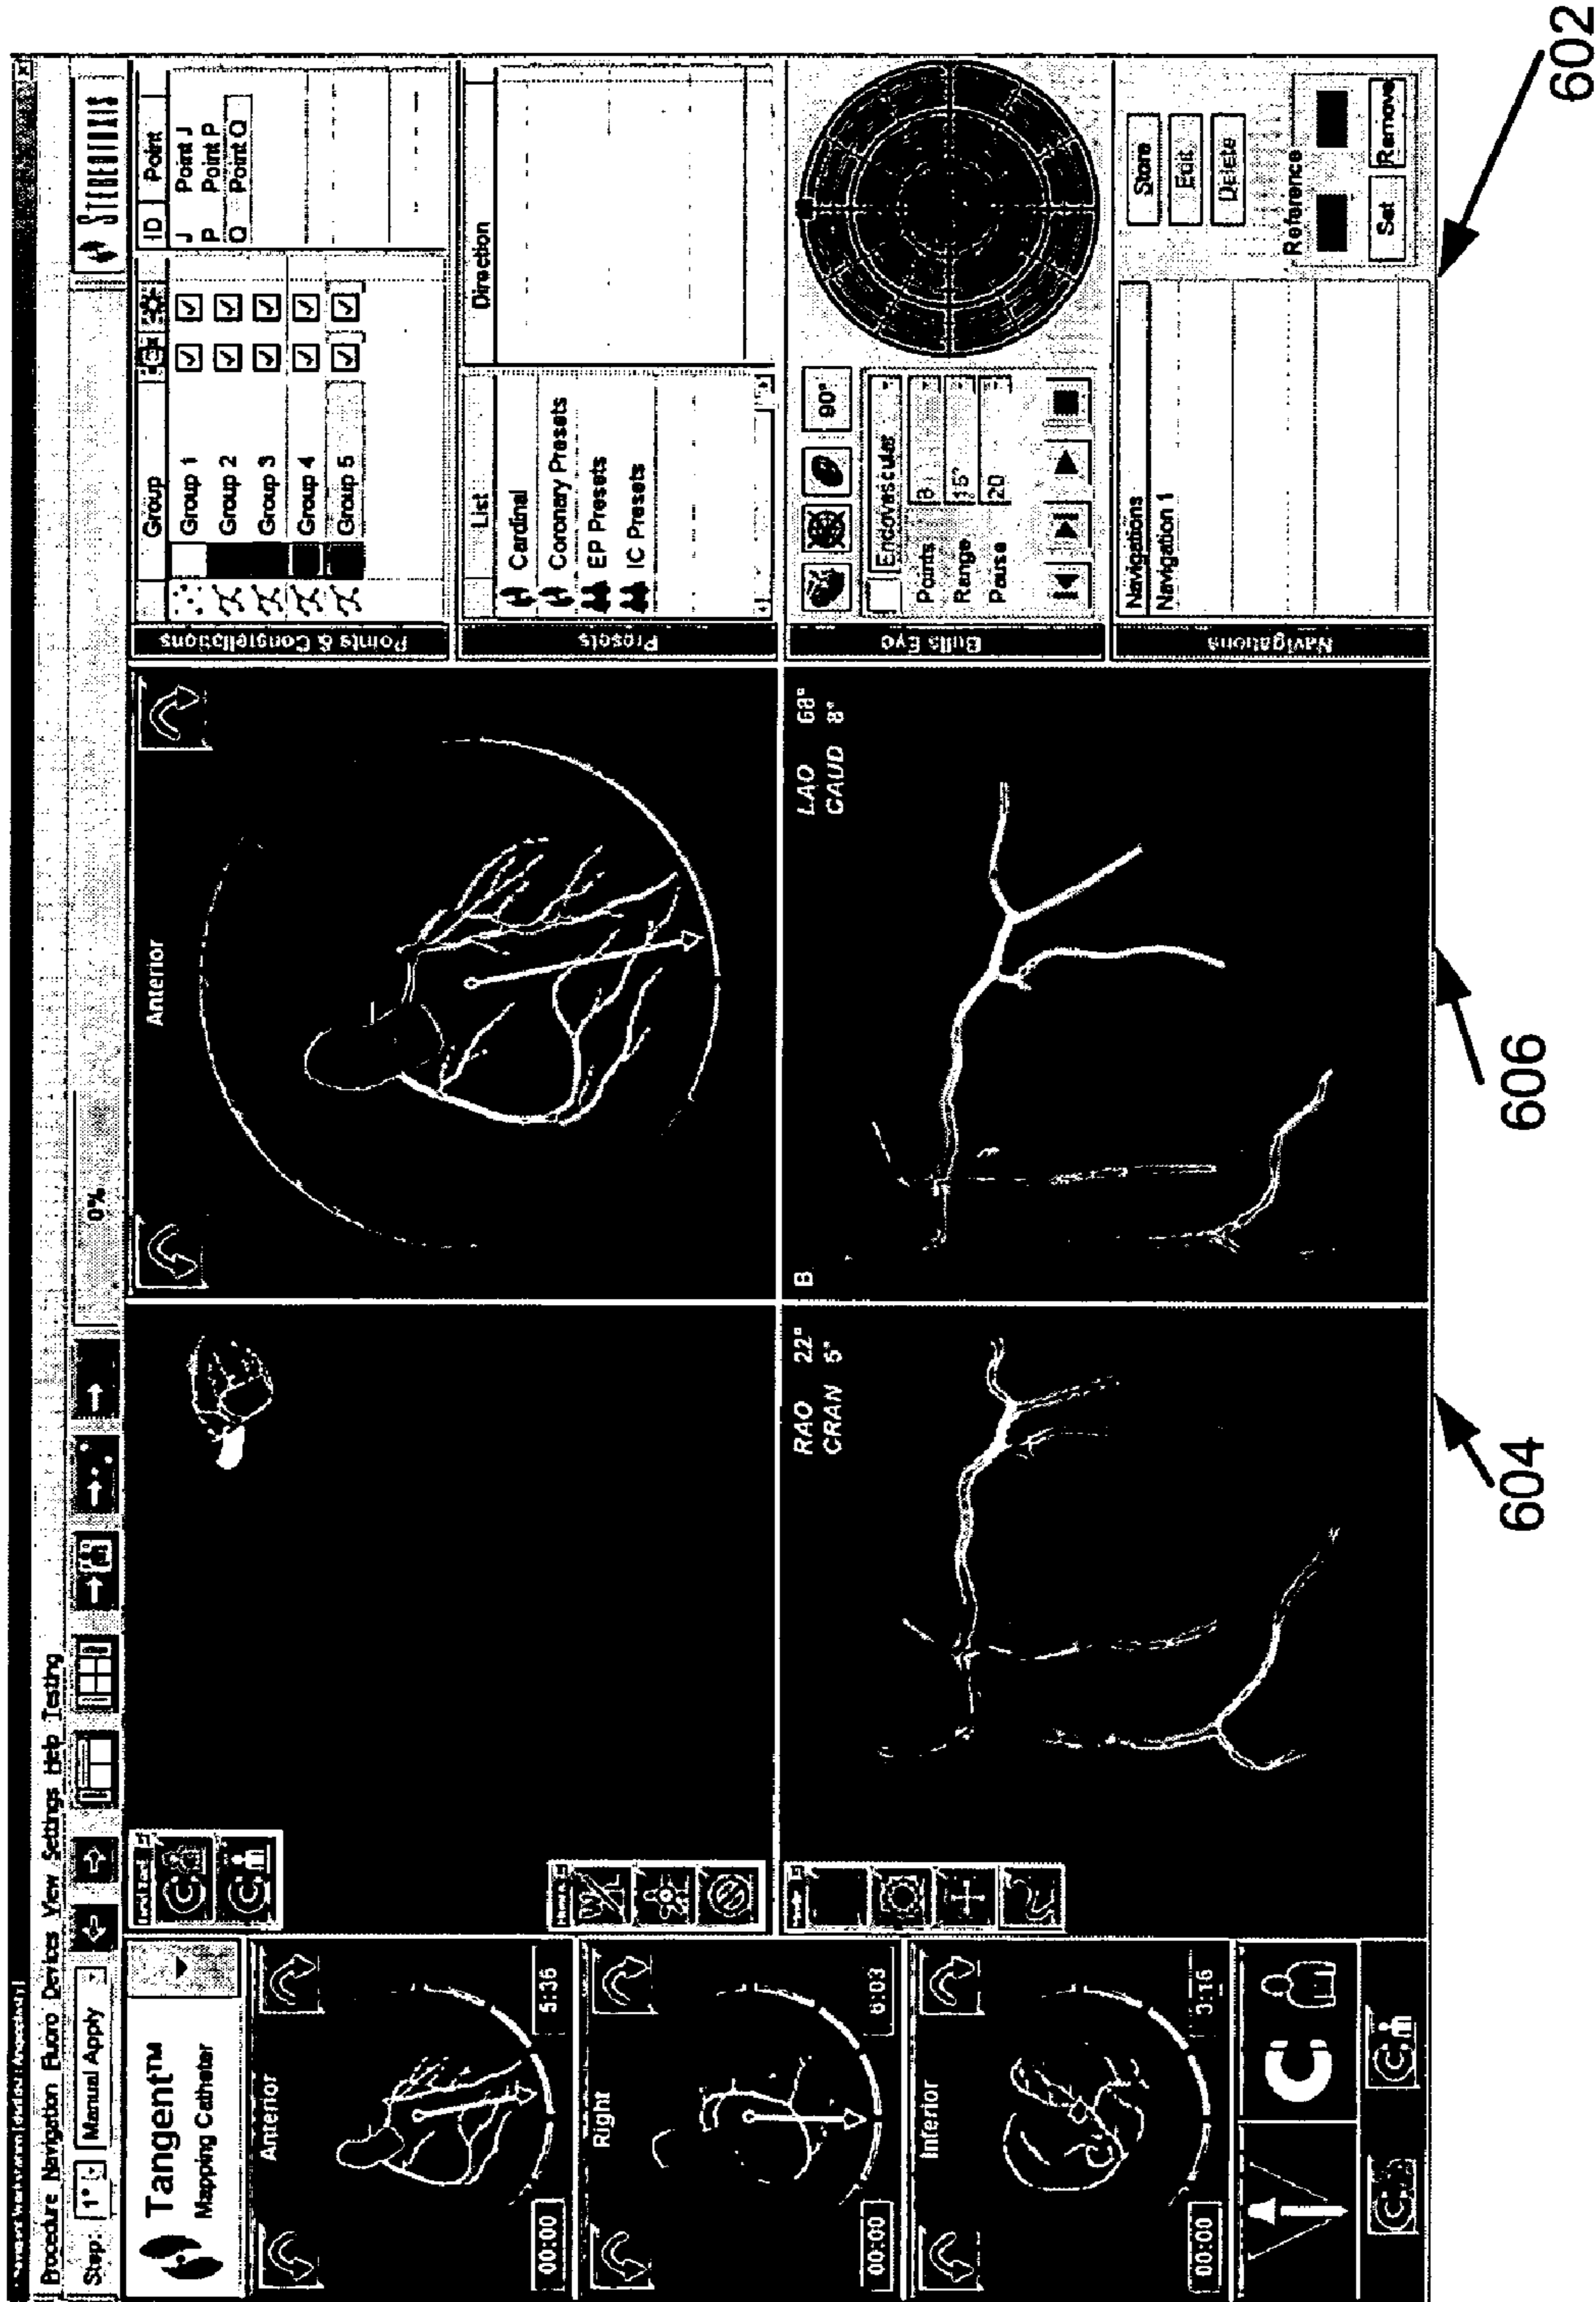 Procedure Navigation Fluoro Devices View Settings Help Testing
Step: 1° Manual Apply
0%
STEREOTAXIS
Tangent™
Mapping Catheter
Anterior
00:00
5:36
Right
00:00
6:03
Inferior
00:00
3:16
Anterior
RAO 22°
CRAN 5°
B
LAO 68°
CAUD 8°
Points & Constellations
Group
ID Point
Group 1
Group 2
Group 3
Group 4
Group 5
J Point J
P Point P
Q Point Q
Presets
List
Direction
Cardinal
Coronary Presets
EP Presets
IC Presets
Bulls Eye
90°
Endovascular
Points 8
Range 15°
Pause 20
Navigations
Navigations
Navigation 1
Store
Edit
Delete
Reference
Set Remove
604
606
602